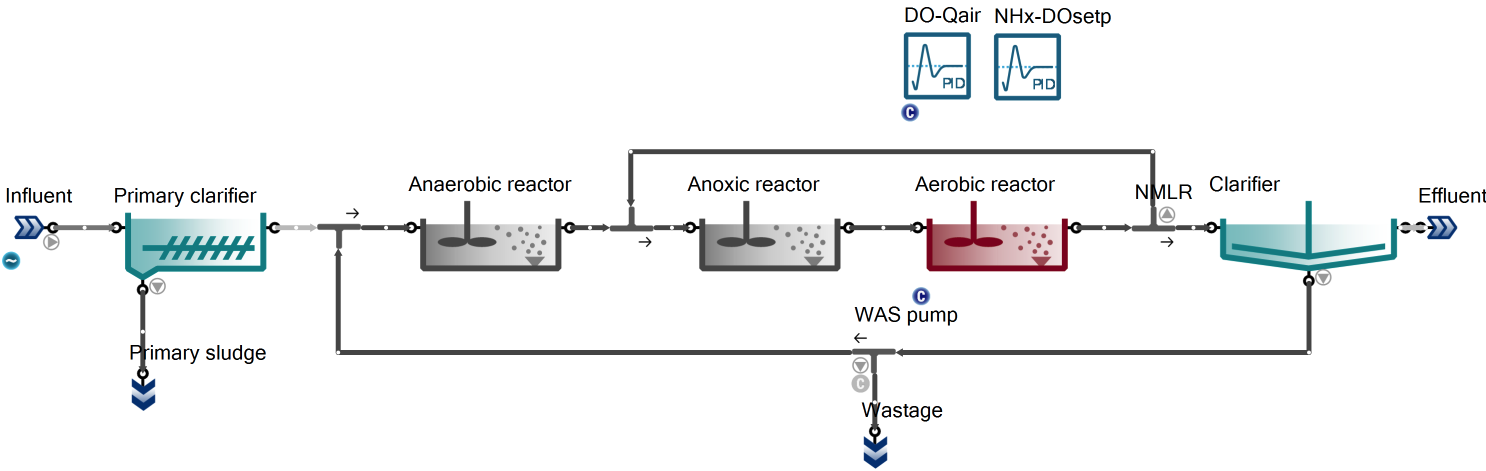 DO-Qair NHx-DOsetp
PID PID
C
Influent Primary clarifier Anaerobic reactor Anoxic reactor Aerobic reactor NMLR Clarifier Effluent
C
WAS pump
Primary sludge
C
Wastage